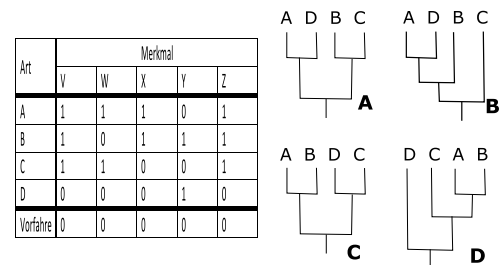 Art Merkmal
V W X Y Z
A 1 1 1 0 1
B 1 0 1 1 1
C 1 1 0 0 1
D 0 0 0 1 0
Vorfahre 0 0 0 0 0
A D B C
A
A D B C
B
A B D C
C
D C A B
D